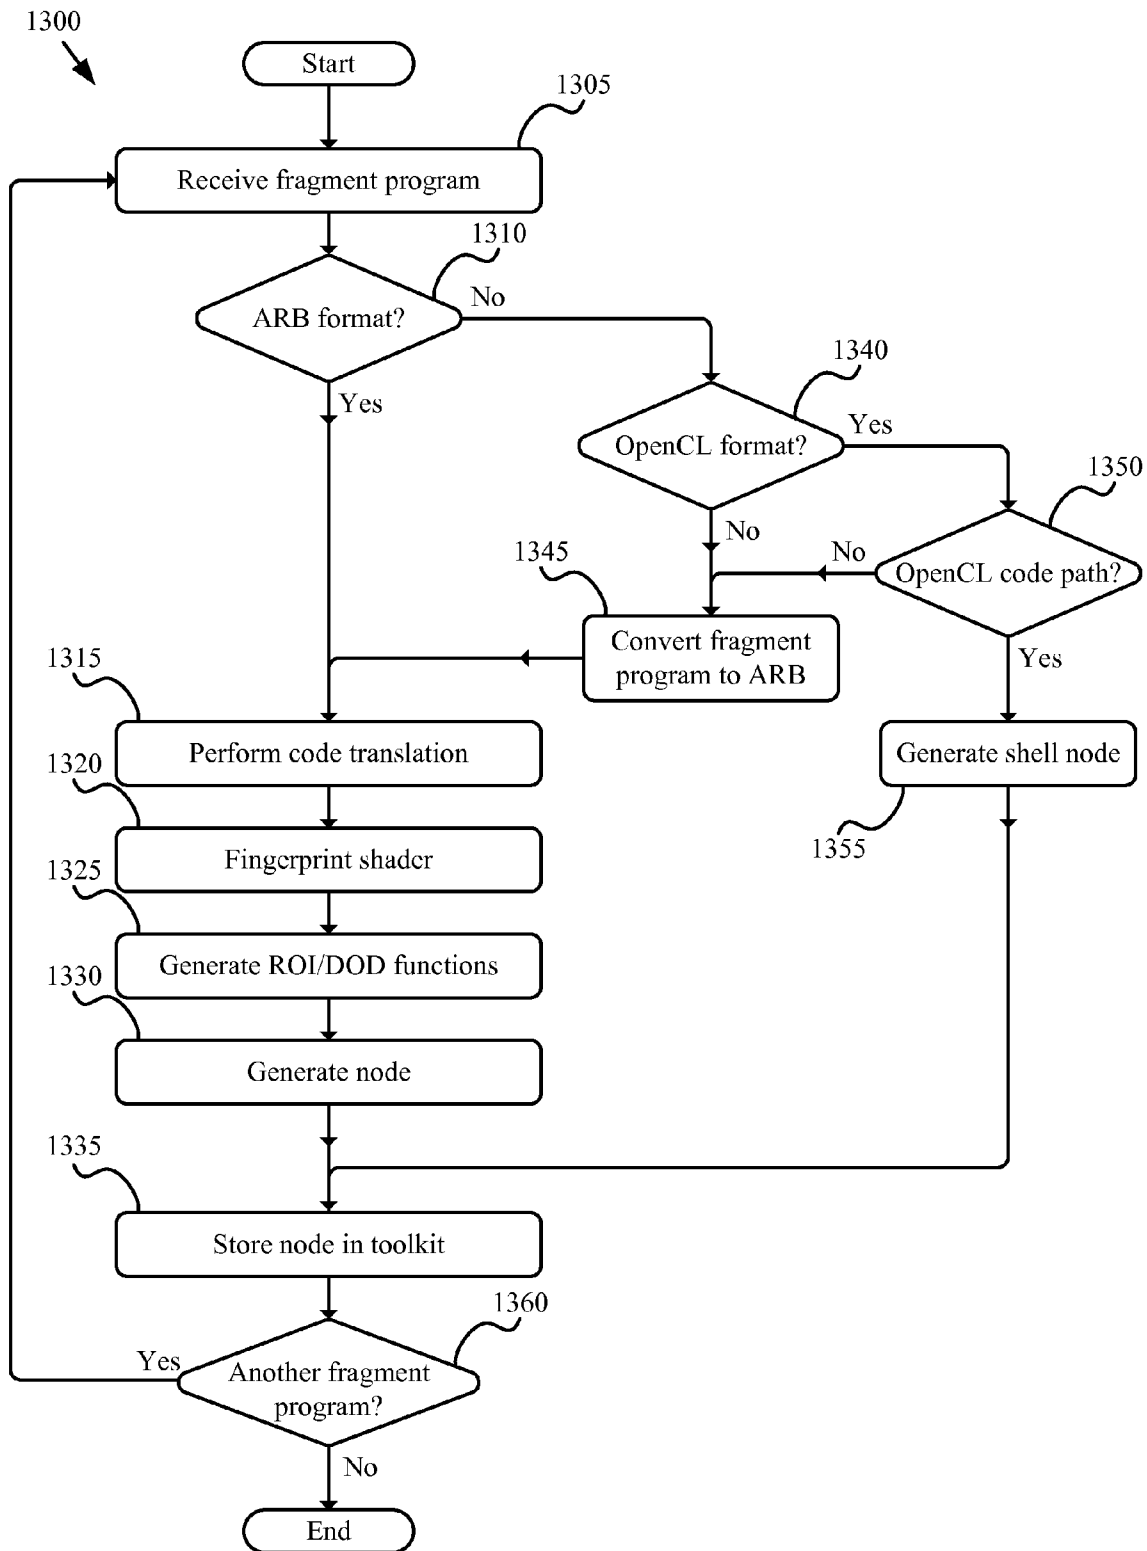 1300
Start
1305
Receive fragment program
1310
ARB format?
No
Yes
1340
OpenCL format?
Yes
No
1350
OpenCL code path?
No
Yes
1345
Convert fragment
program to ARB
1315
Perform code translation
Generate shell node
1355
1320
Fingerprint shader
1325
Generate ROI/DOD functions
1330
Generate node
1335
Store node in toolkit
1360
Another fragment
program?
Yes
No
End